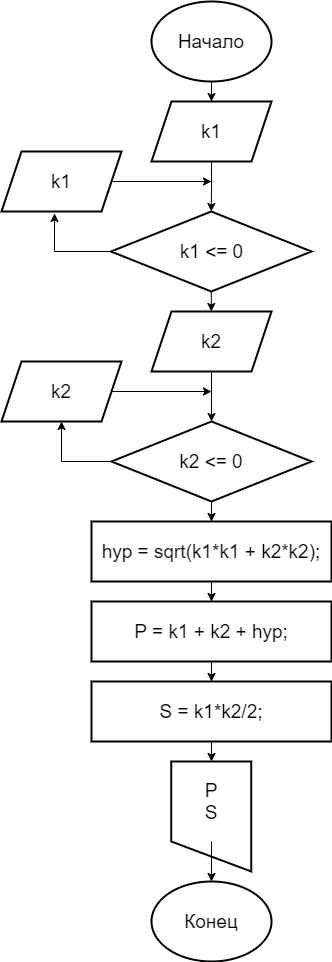 Начало
k1
k1
k1 <= 0
k2
k2
k2 <= 0
hyp = sqrt(k1*k1 + k2*k2);
P = k1 + k2 + hyp;
S = k1*k2/2;
P
S
Конец